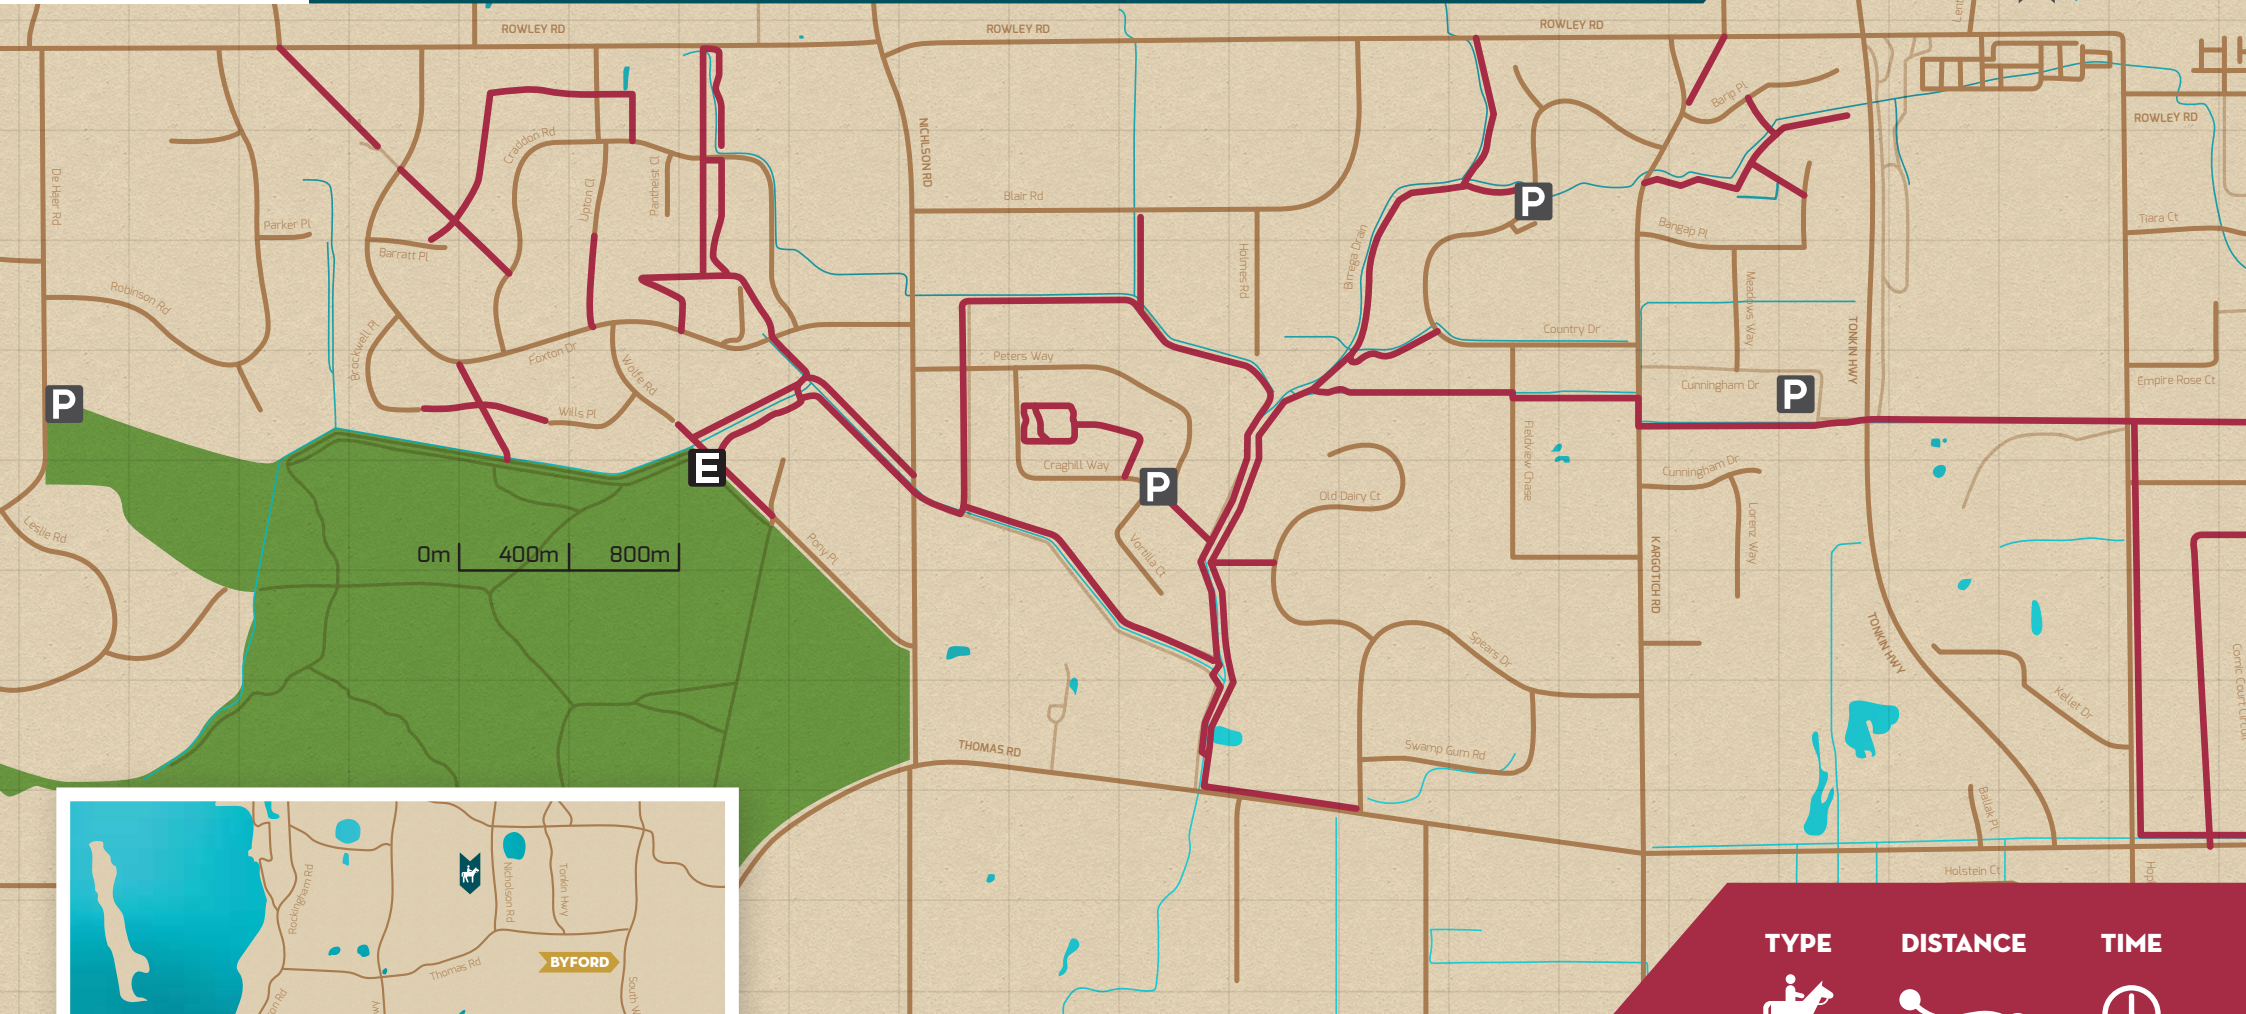 ROWLEY RD
ROWLEY RD
ROWLEY RD
ROWLEY RD
Banp Pl
Craddon Rd
NICHLSON RD
De Haer Rd
Upton Ct
Pantheist Ct
Blair Rd
Parker Pl
Barratt Pl
Bangap Pl
Tiara Ct
Birrega Drain
Holmes Rd
Meadows Way
Robinson Rd
Brockwell Pl
Foxton Dr
Wolfe Rd
Country Dr
TONKIN HWY
Peters Way
Cunningham Dr
Empire Rose Ct
P
P
P
P
Wills Pl
E
Craghill Way
Old Dairy Ct
Fieldview Chase
Cunningham Dr
Lorenz Way
Leslie Rd
0m 400m 800m
Pony Pl
Vortilla Ct
KARGOTICH RD
Spears Dr
TONKIN HWY
Kellet Dr
THOMAS RD
Swamp Gum Rd
Ballak Pl
Holstein Ct
Rockingham Rd
Nicholson Rd
Tonkin Hwy
Thomas Rd
BYFORD
TYPE DISTANCE TIME